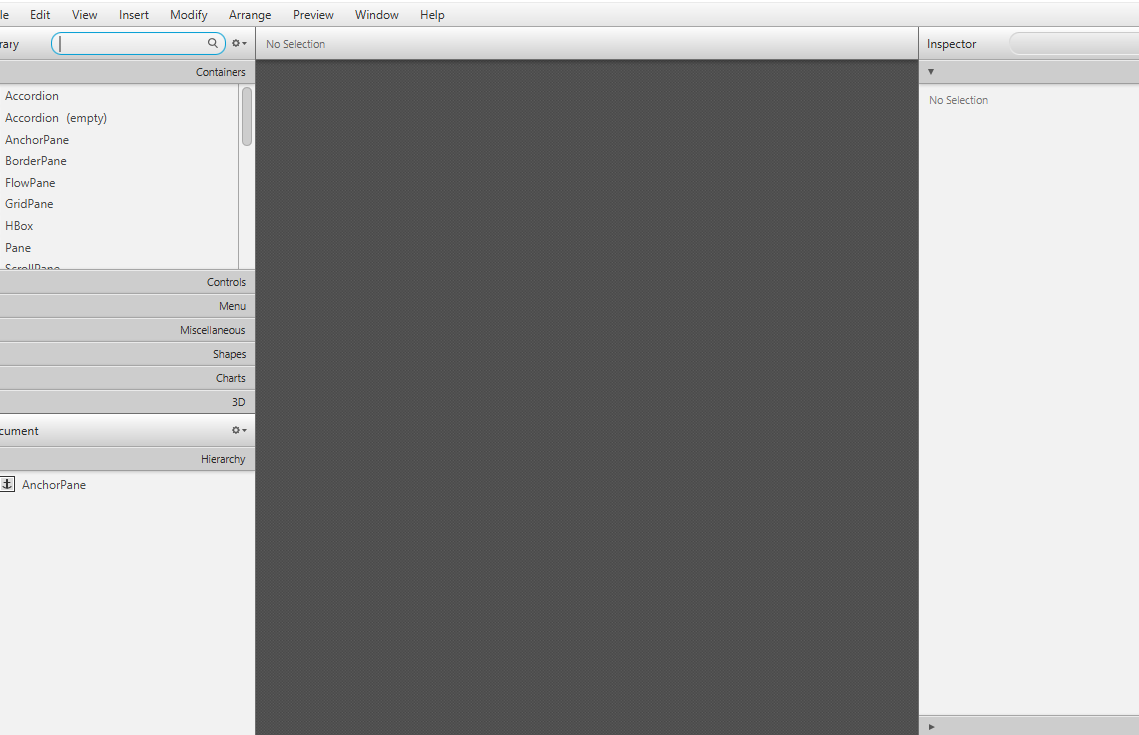 le Edit View Insert Modify Arrange Preview Window Help
rary
No Selection
Inspector
Containers
Accordion
Accordion (empty)
AnchorPane
BorderPane
FlowPane
GridPane
HBox
Pane
ScrollPane
Controls
Menu
Miscellaneous
Shapes
Charts
3D
cument
Hierarchy
AnchorPane
No Selection